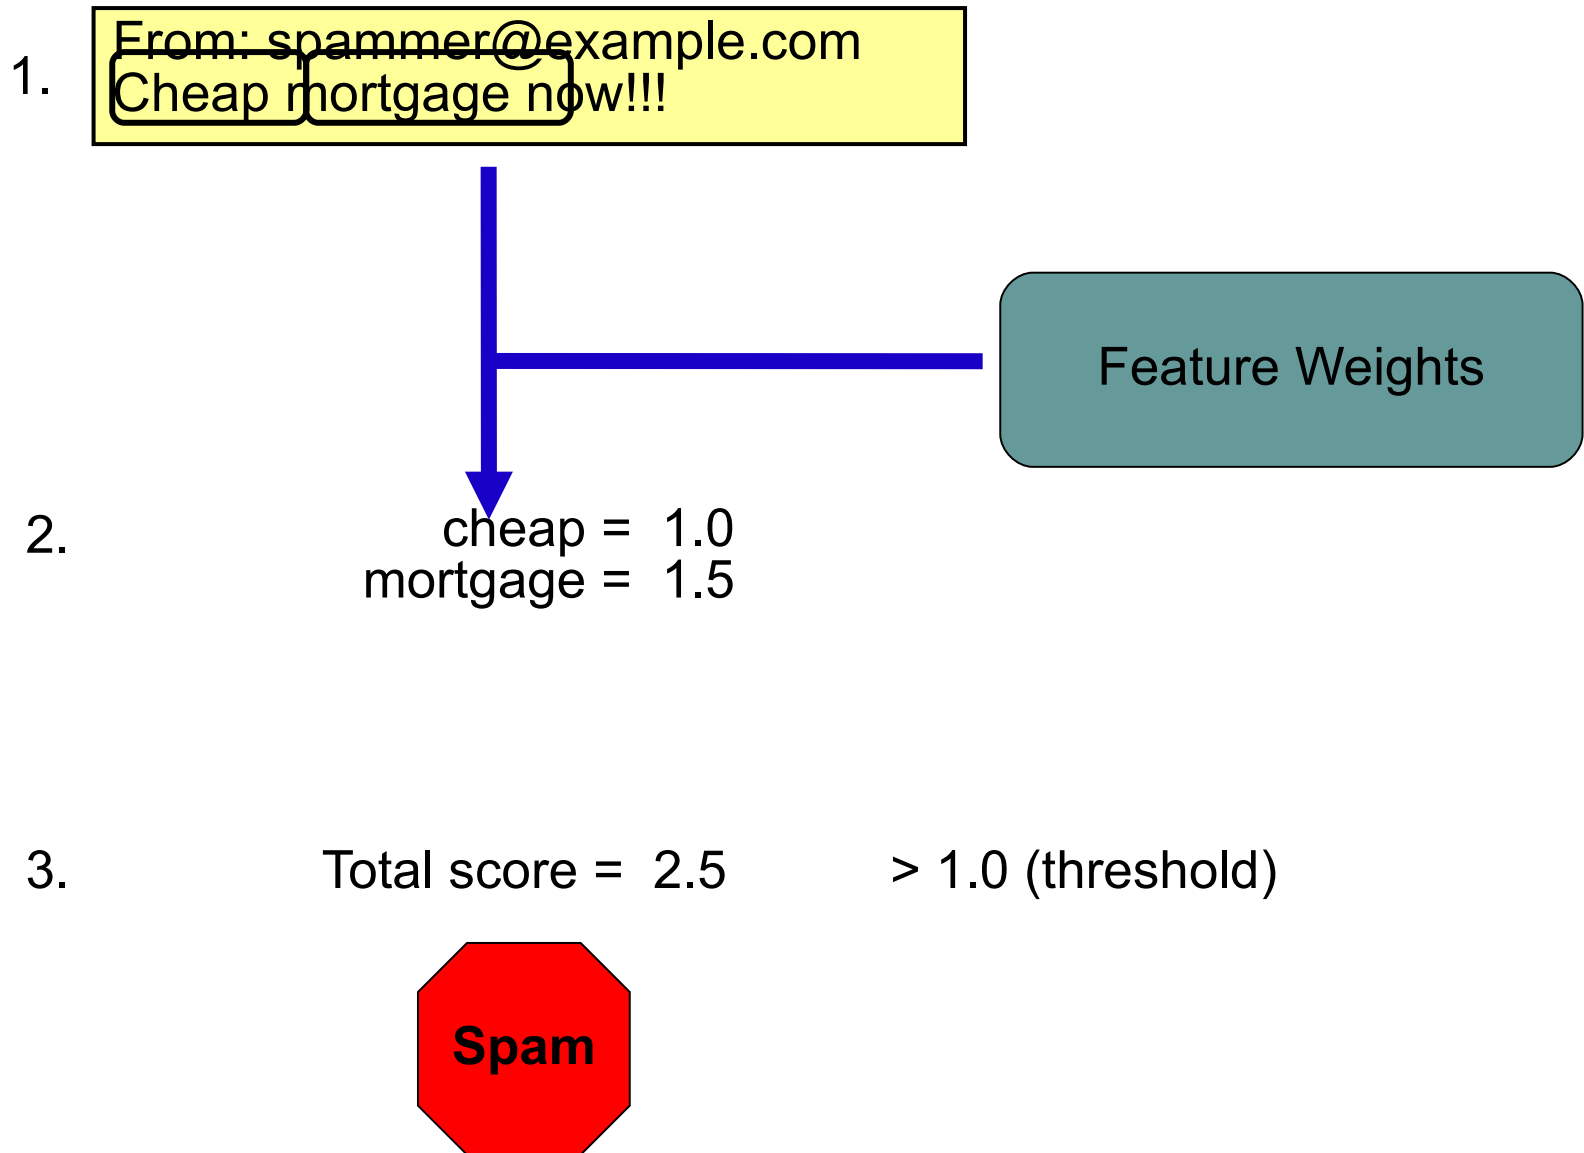 1.
From: spammer@example.com
Cheap mortgage now!!!
Feature Weights
2.
cheap = 1.0
mortgage = 1.5
3.
Total score = 2.5 > 1.0 (threshold)
Spam